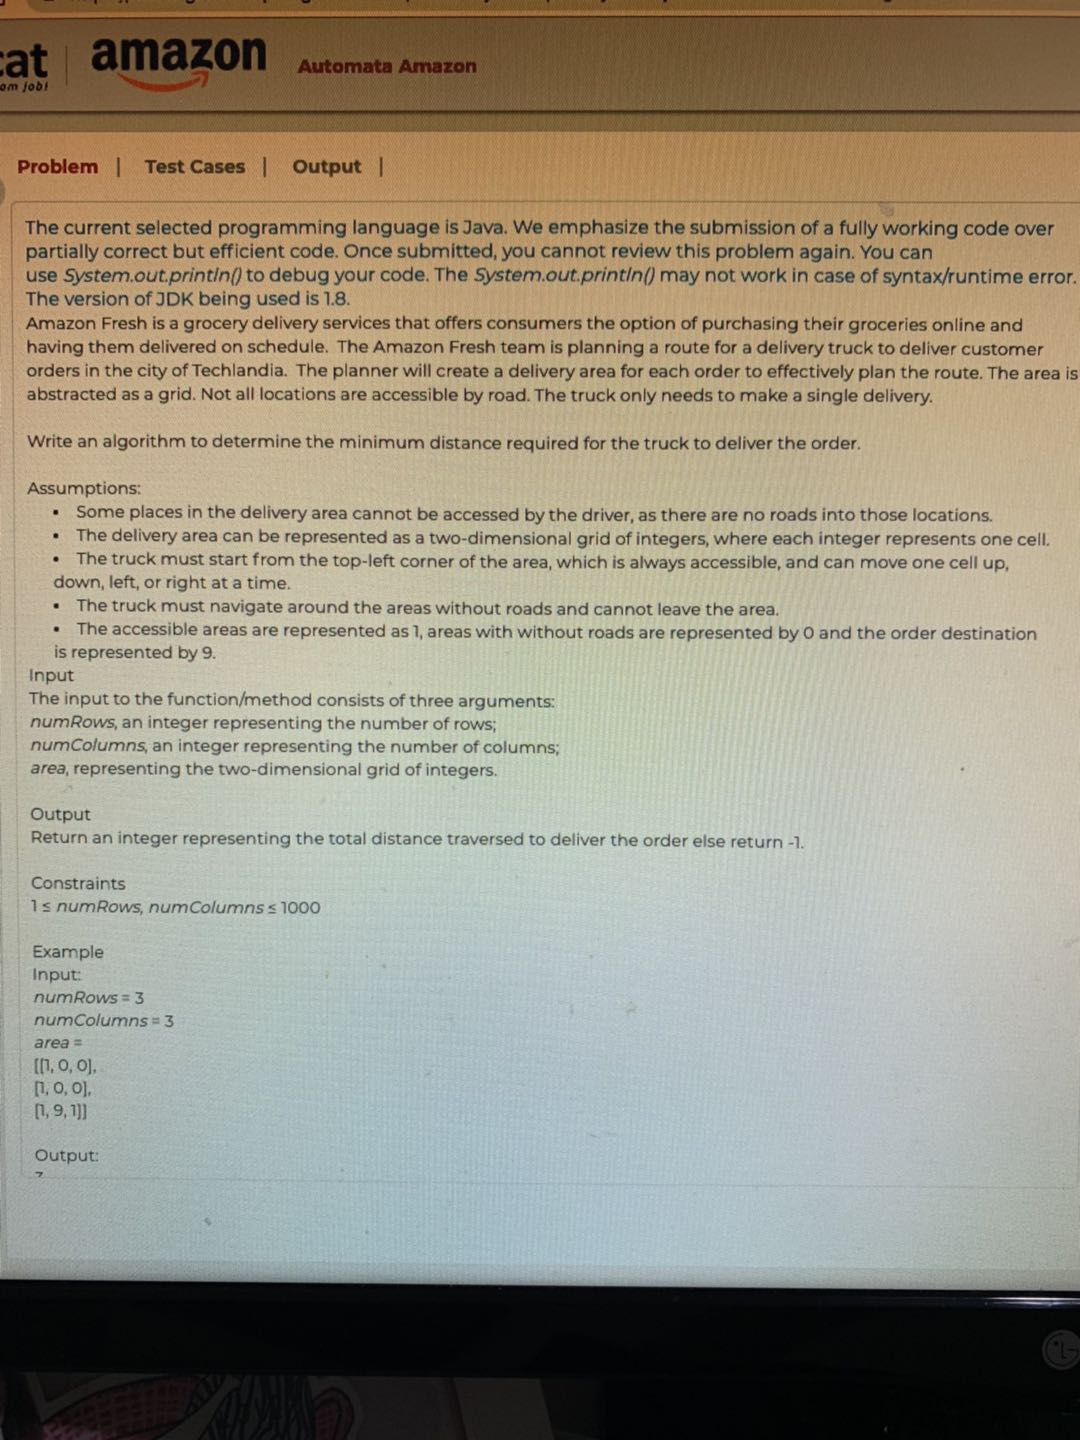 amazon Automata Amazon
om job!
Problem | Test Cases | Output |
The current selected programming language is Java. We emphasize the submission of a fully working code over
partially correct but efficient code. Once submitted, you cannot review this problem again. You can
use System.out.println() to debug your code. The System.out.println() may not work in case of syntax/runtime error.
The version of JDK being used is 1.8.
Amazon Fresh is a grocery delivery services that offers consumers the option of purchasing their groceries online and
having them delivered on schedule. The Amazon Fresh team is planning a route for a delivery truck to deliver customer
orders in the city of Techlandia. The planner will create a delivery area for each order to effectively plan the route. The area is
abstracted as a grid. Not all locations are accessible by road. The truck only needs to make a single delivery.
Write an algorithm to determine the minimum distance required for the truck to deliver the order.
Assumptions:
• Some places in the delivery area cannot be accessed by the driver, as there are no roads into those locations.
• The delivery area can be represented as a two-dimensional grid of integers, where each integer represents one cell.
• The truck must start from the top-left corner of the area, which is always accessible, and can move one cell up,
down, left, or right at a time.
• The truck must navigate around the areas without roads and cannot leave the area.
• The accessible areas are represented as 1, areas with without roads are represented by 0 and the order destination
is represented by 9.
Input
The input to the function/method consists of three arguments:
numRows, an integer representing the number of rows;
numColumns, an integer representing the number of columns;
area, representing the two-dimensional grid of integers.
Output
Return an integer representing the total distance traversed to deliver the order else return -1.
Constraints
1 ≤ numRows, numColumns ≤ 1000
Example
Input:
numRows = 3
numColumns = 3
area =
[[1, 0, 0],
[1, 0, 0],
[1, 9, 1]]
Output: